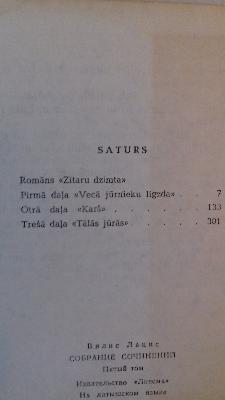 SATURS
Romāns «Zītaru dzimta»
Pirmā daļa «Vecā jūrnieku ligzda» . . 7
Otrā daļa «Karš» . . . . . . . 133
Trešā daļa «Tālās jūrās» . . . . . 301
Вилис Лацис
СОБРАНИЕ СОЧИНЕНИЙ
Пятый том
Издательство «Лиесма»
На латышском языке